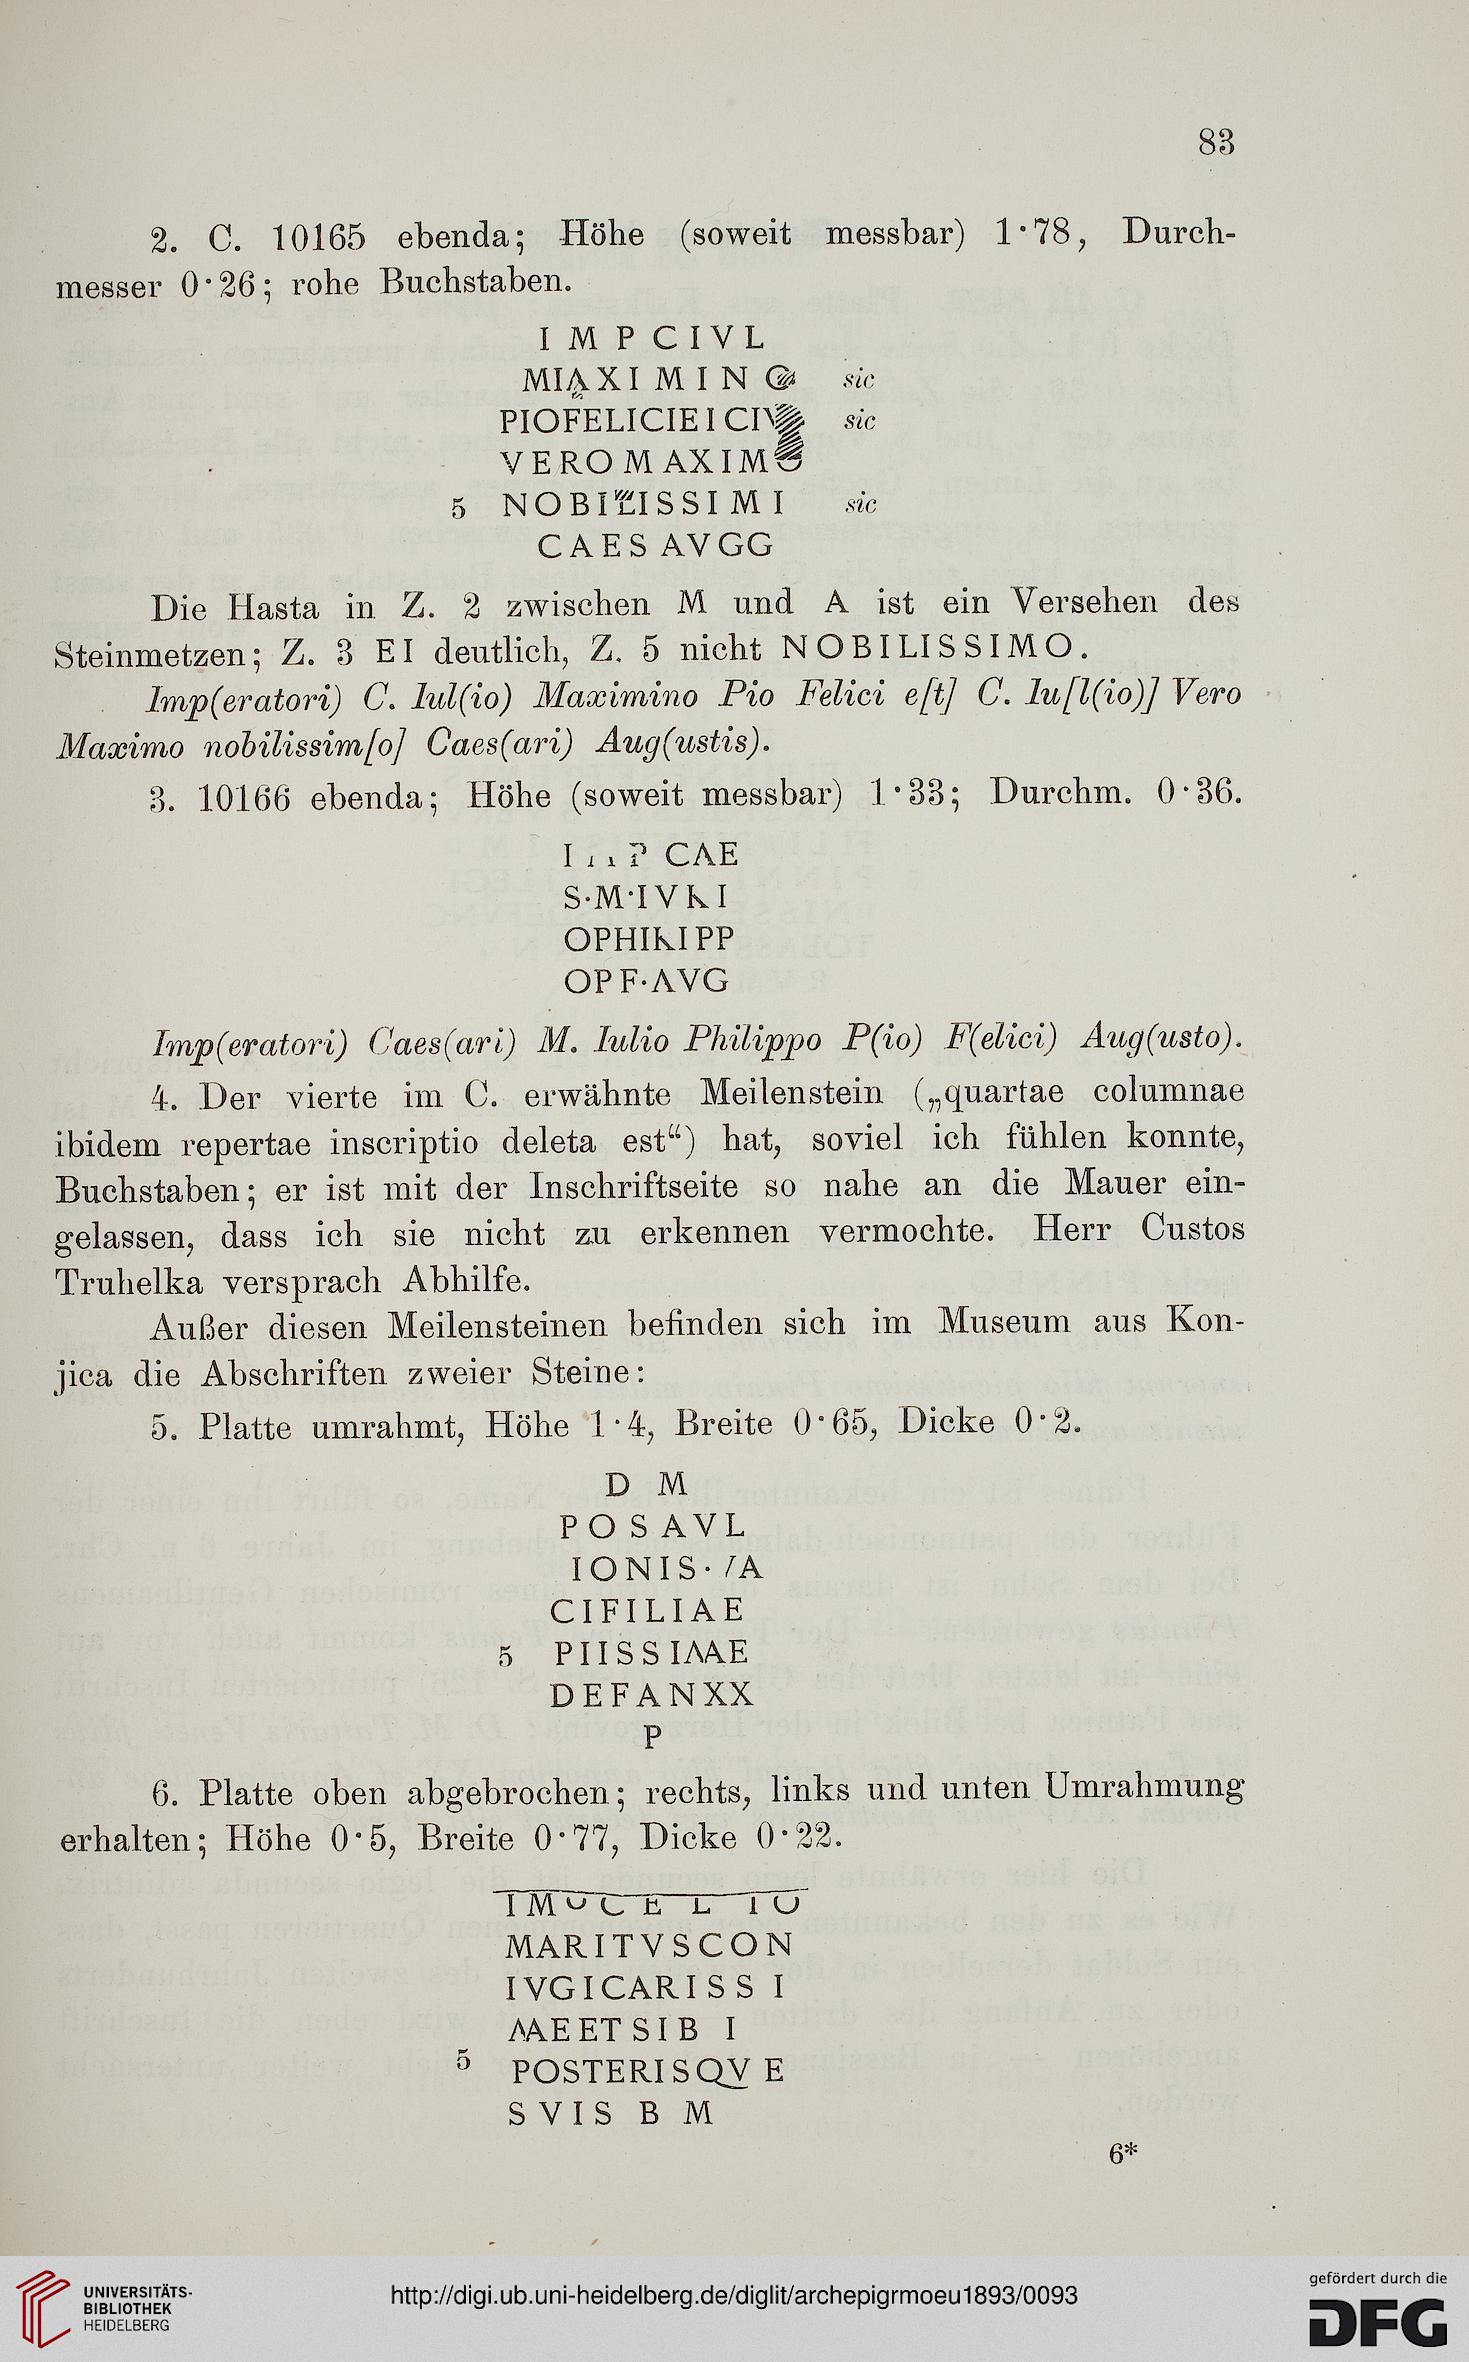 83
2. C. 10165 ebenda; Höhe (soweit messbar) 1·78, Durch-
messer 0·26; rohe Buchstaben.
I M P C I V L
MIAXI M I N O sic
PIOFELICIE I CIV sic
V E R O M AXIMO
5 N O B I L I S S I M I sic
C A E S AVGG
Die Hasta in Z. 2 zwischen M und A ist ein Versehen des
Steinmetzen; Z. 3 EI deutlich, Z. 5 nicht NOBILISSIMO.
Imp(eratori) C. Iul(io) Maximino Pio Felici e[t] C. Iu[l(io)] Vero
Maximo nobilissim[o] Caes(ari) Aug(ustis).
3. 10166 ebenda; Höhe (soweit messbar) 1·33; Durchm. 0·36.
CAE
S·M·IVLI
OPHILIPP
OPF·AVG
Imp(eratori) Caes(ari) M. Iulio Philippo P(io) F(elici) Aug(usto).
4. Der vierte im C. erwähnte Meilenstein („quartae columnae
ibidem repertae inscriptio deleta est“) hat, soviel ich fühlen konnte,
Buchstaben; er ist mit der Inschriftseite so nahe an die Mauer ein-
gelassen, dass ich sie nicht zu erkennen vermochte. Herr Custos
Truhelka versprach Abhilfe.
Außer diesen Meilensteinen befinden sich im Museum aus Kon-
jica die Abschriften zweier Steine:
5. Platte umrahmt, Höhe 1·4, Breite 0·65, Dicke 0·2.
D M
P O S AVL
IONIS· /A
CIFILIAE
5 PIISSIMAE
DEFANXX
P
6. Platte oben abgebrochen; rechts, links und unten Umrahmung
erhalten; Höhe 0·5, Breite 0·77, Dicke 0·22.
MARITVSCON
IVGICARISS I
MAEETSIB I
5 POSTERISQVE
SVIS B M
6*
UNIVERSITÄTS-
BIBLIOTHEK
HEIDELBERG
http://digi.ub.uni-heidelberg.de/diglit/archepigrmoeu1893/0093
gefördert durch die
DFG